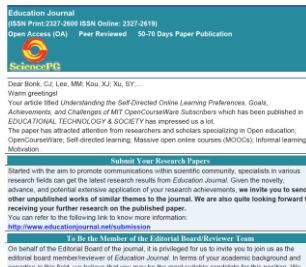 Education Journal
(ISSN Print:2327-2600 ISSN Online: 2327-2619)
Open Access (OA) Peer Reviewed 50-70 Days Paper Publication
SciencePG
Dear Bonk, CJ; Lee, MM; Kou, XJ; Xu, SY;...
Warm greetings!
Your article titled Understanding the Self-Directed Online Learning Preferences, Goals,
Achievements, and Challenges of MIT OpenCourseWare Subscribers which has been published in
EDUCATIONAL TECHNOLOGY & SOCIETY has impressed us a lot.
The paper has attracted attention from researchers and scholars specializing in Open education;
OpenCourseWare; Self-directed learning; Massive open online courses (MOOCs); Informal learning;
Motivation.
Submit Your Research Papers
Started with the aim to promote communications within scientific community, specialists in various
research fields can get the latest research results from Education Journal. Given the novelty,
advance, and potential extensive application of your research achievements, we invite you to send
other unpublished works of similar themes to the journal. We are also quite looking forward to
receiving your further research on the published paper.
You can refer to the following link to know more information:
http://www.educationjournal.net/submission
To Be the Member of the Editorial Board/Reviewer Team
On behalf of the Editorial Board of the journal, it is privileged for us to invite you to join us as the
editorial board member/reviewer of Education Journal. In terms of your academic background and